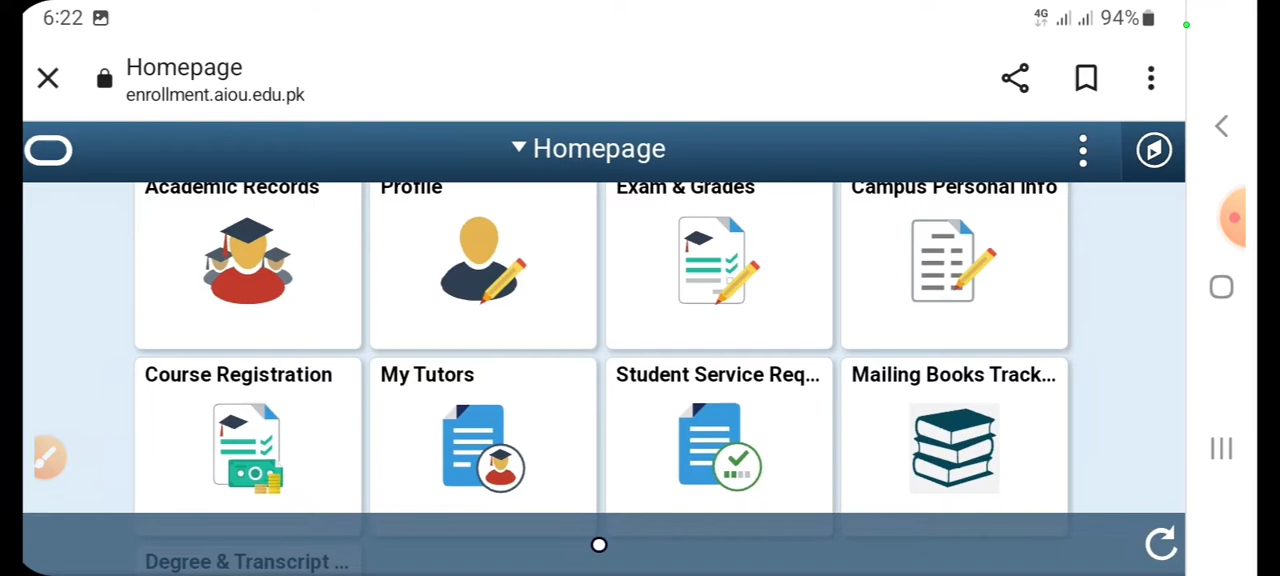 6:22
4G
94%
Homepage
enrollment.aiou.edu.pk
Homepage
Academic Records
Profile
Exam & Grades
Campus Personal Info
Course Registration
My Tutors
Student Service Req...
Mailing Books Track...
Degree & Transcript ...